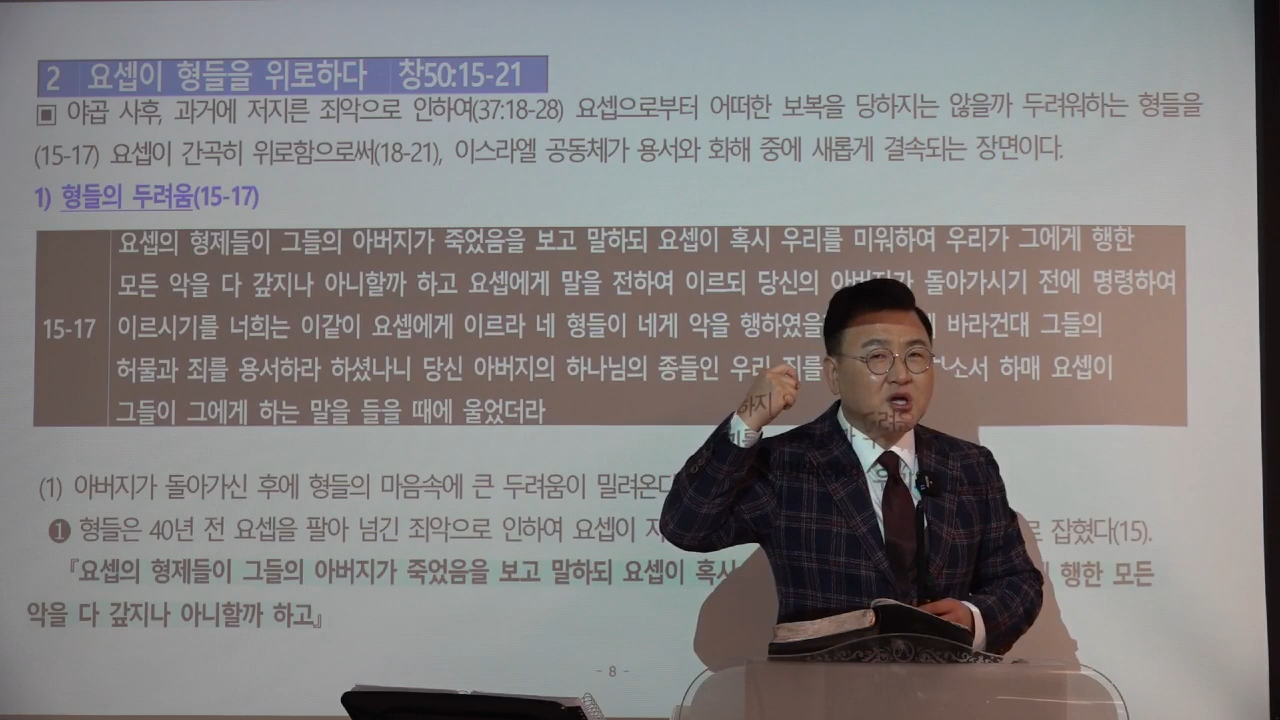 2 요셉이 형들을 위로하다 창50:15-21
▣ 야곱 사후, 과거에 저지른 죄악으로 인하여(37:18-28) 요셉으로부터 어떠한 보복을 당하지는 않을까 두려워하는 형들을
(15-17) 요셉이 간곡히 위로함으로써(18-21), 이스라엘 공동체가 용서와 화해 중에 새롭게 결속되는 장면이다.
1) 형들의 두려움(15-17)
요셉의 형제들이 그들의 아버지가 죽었음을 보고 말하되 요셉이 혹시 우리를 미워하여 우리가 그에게 행한
모든 악을 다 갚지나 아니할까 하고 요셉에게 말을 전하여 이르되 당신의 아버지가 돌아가시기 전에 명령하여
15-17 이르시기를 너희는 이같이 요셉에게 이르라 네 형들이 네게 악을 행하였을 바라건대 그들의
허물과 죄를 용서하라 하셨나니 당신 아버지의 하나님의 종들인 우리 죄를 하소서 하매 요셉이
그들이 그에게 하는 말을 들을 때에 울었더라
(1) 아버지가 돌아가신 후에 형들의 마음속에 큰 두려움이 밀려온다
❶ 형들은 40년 전 요셉을 팔아 넘긴 죄악으로 인하여 요셉이 로 잡혔다(15).
『요셉의 형제들이 그들의 아버지가 죽었음을 보고 말하되 요셉이 혹시 행한 모든
악을 다 갚지나 아니할까 하고』
- 8 -